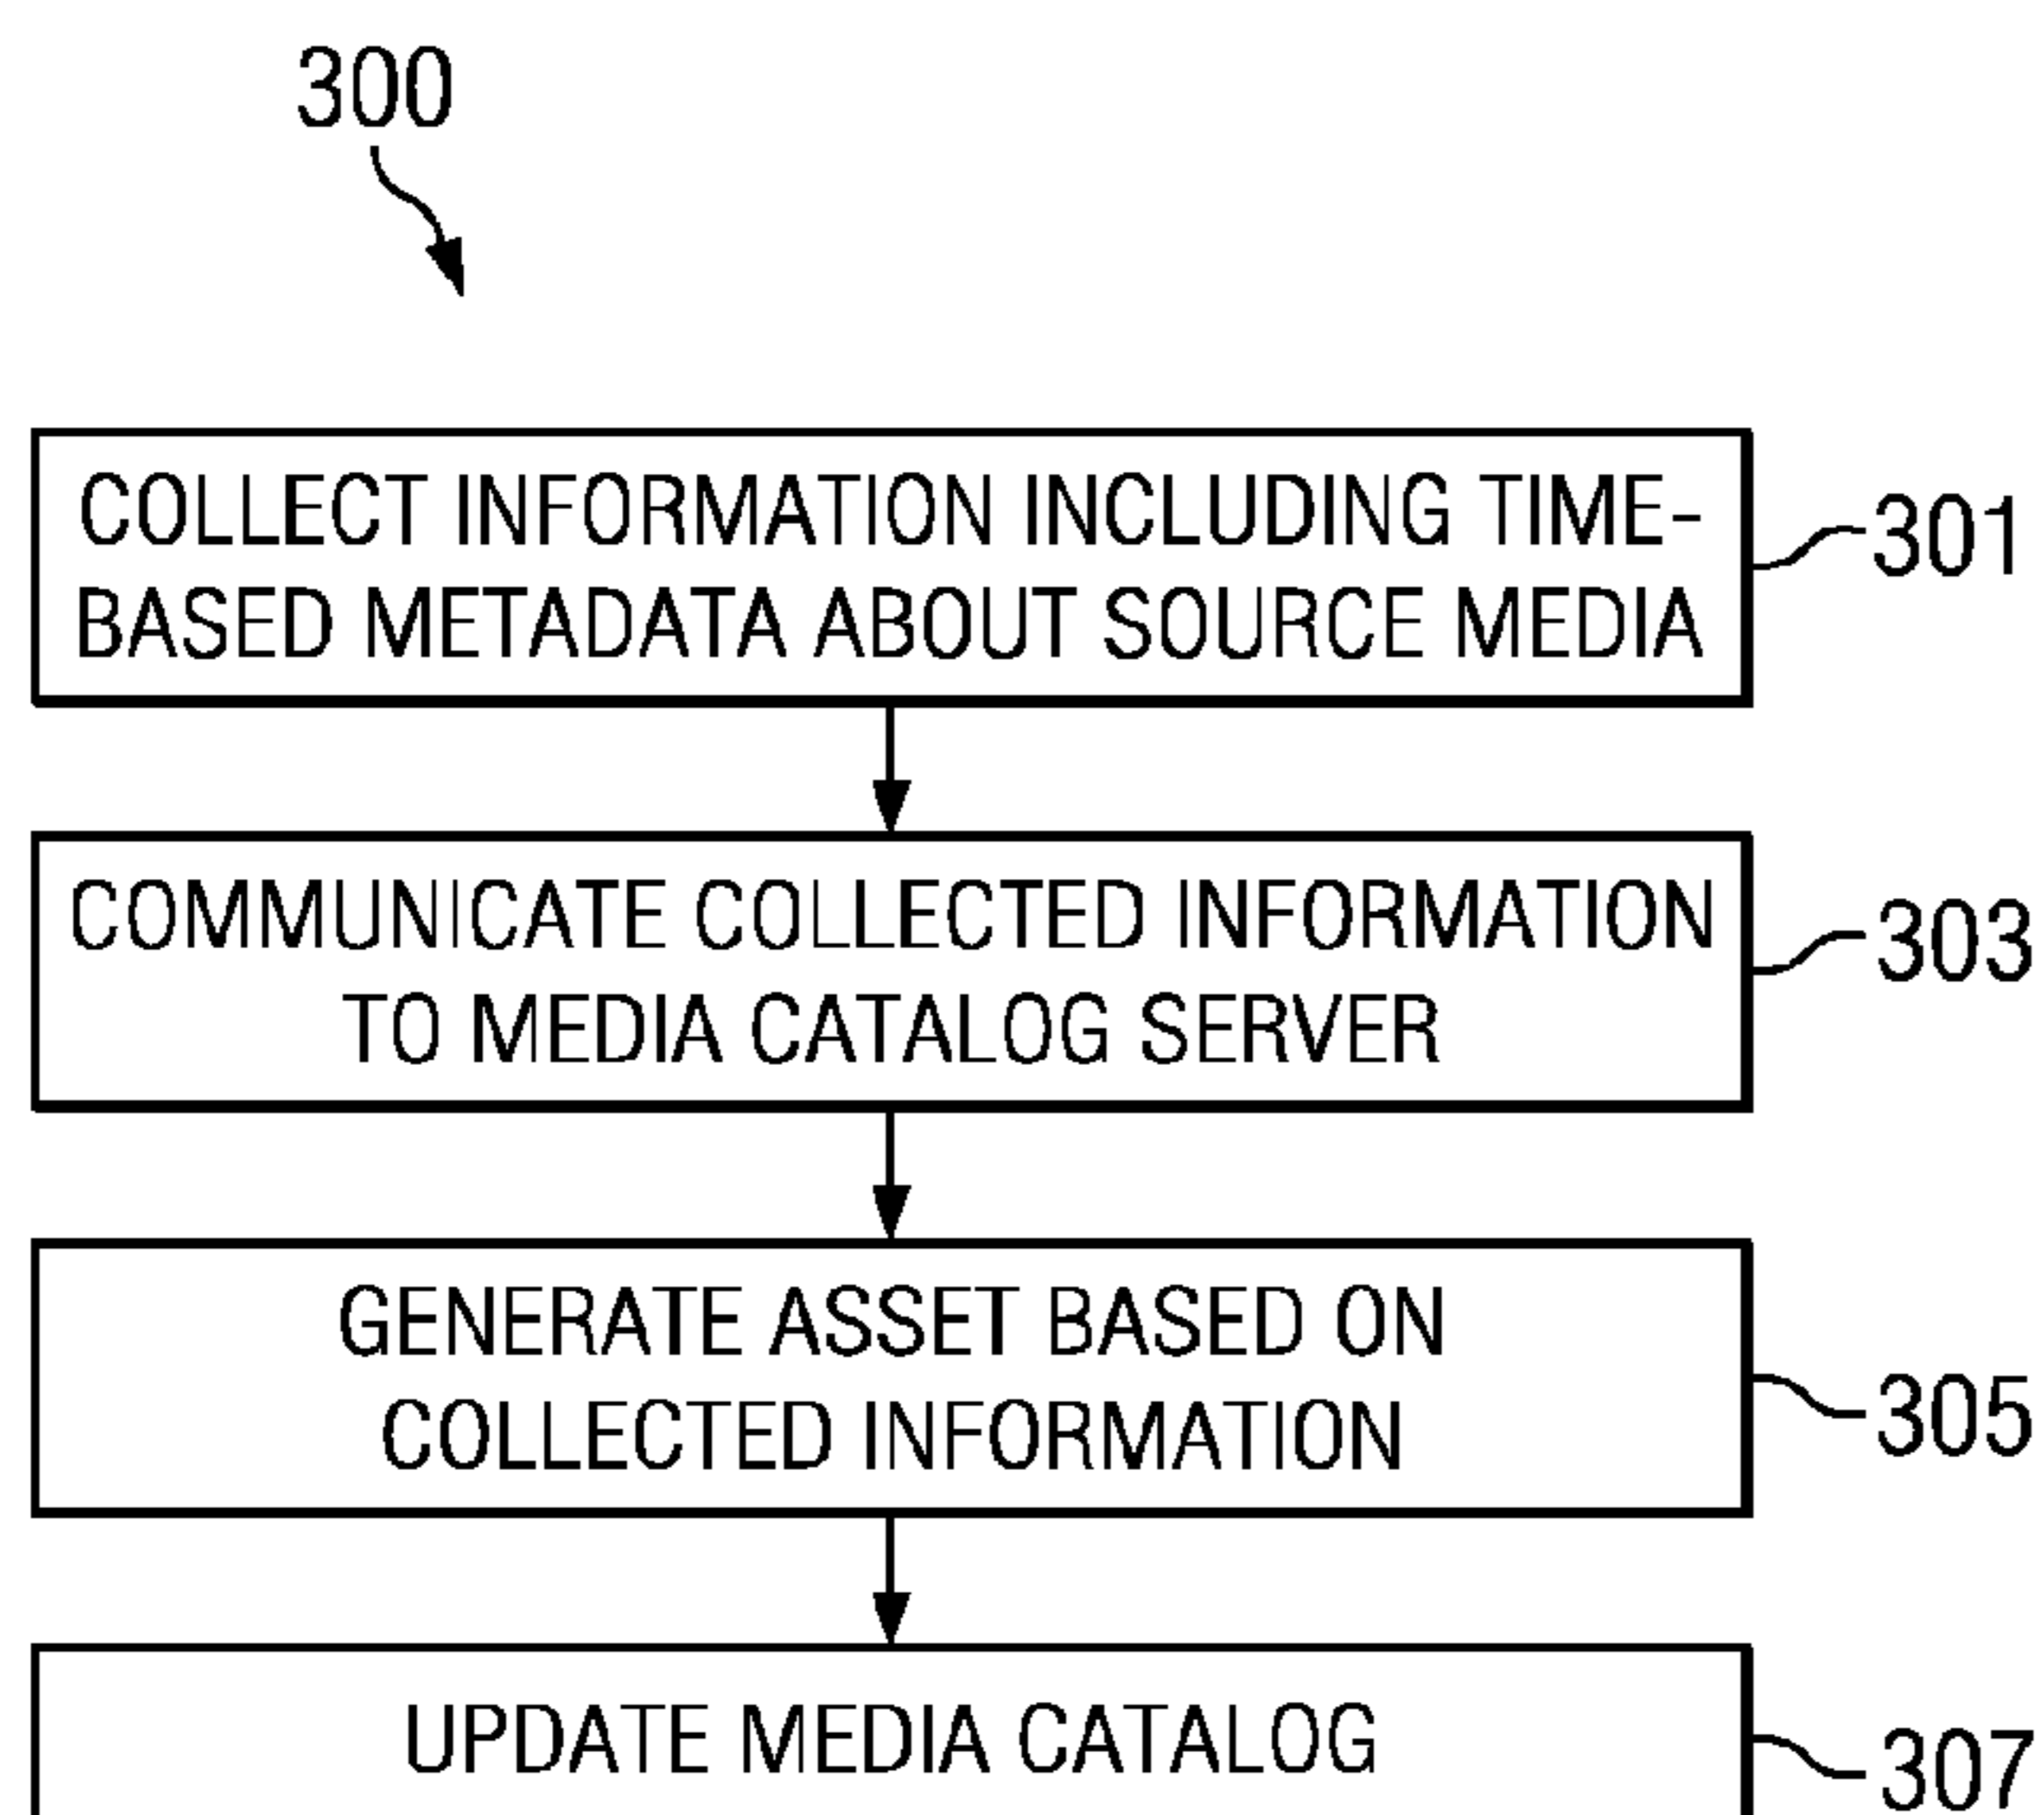 300
COLLECT INFORMATION INCLUDING TIME-
BASED METADATA ABOUT SOURCE MEDIA
301
COMMUNICATE COLLECTED INFORMATION
TO MEDIA CATALOG SERVER
303
GENERATE ASSET BASED ON
COLLECTED INFORMATION
305
UPDATE MEDIA CATALOG
307